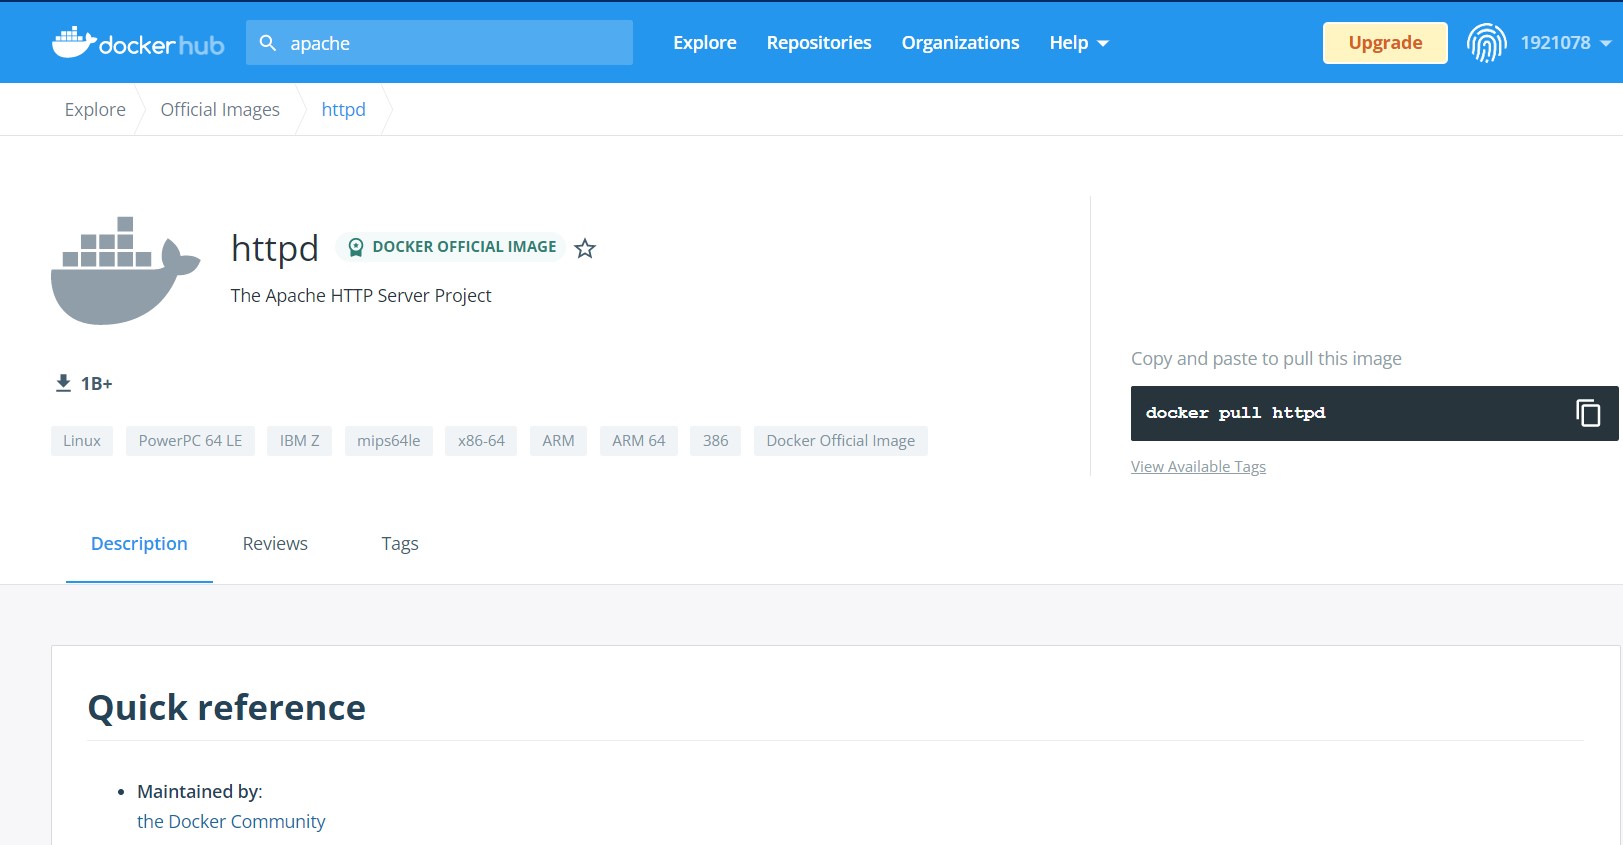 docker hub
apache
Explore Repositories Organizations Help
Upgrade
1921078
Explore Official Images httpd
httpd DOCKER OFFICIAL IMAGE
The Apache HTTP Server Project
1B+
Linux PowerPC 64 LE IBM Z mips64le x86-64 ARM ARM 64 386 Docker Official Image
Copy and paste to pull this image
docker pull httpd
View Available Tags
Description Reviews Tags
Quick reference
• Maintained by:
the Docker Community